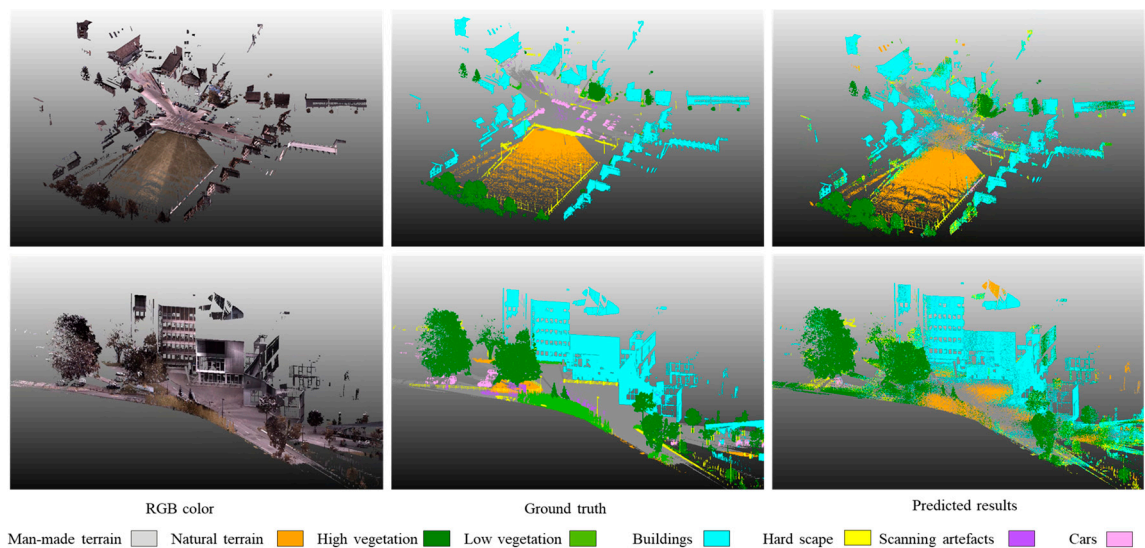 RGB color Ground truth Predicted results
Man-made terrain Natural terrain High vegetation Low vegetation Buildings Hard scape Scanning artefacts Cars